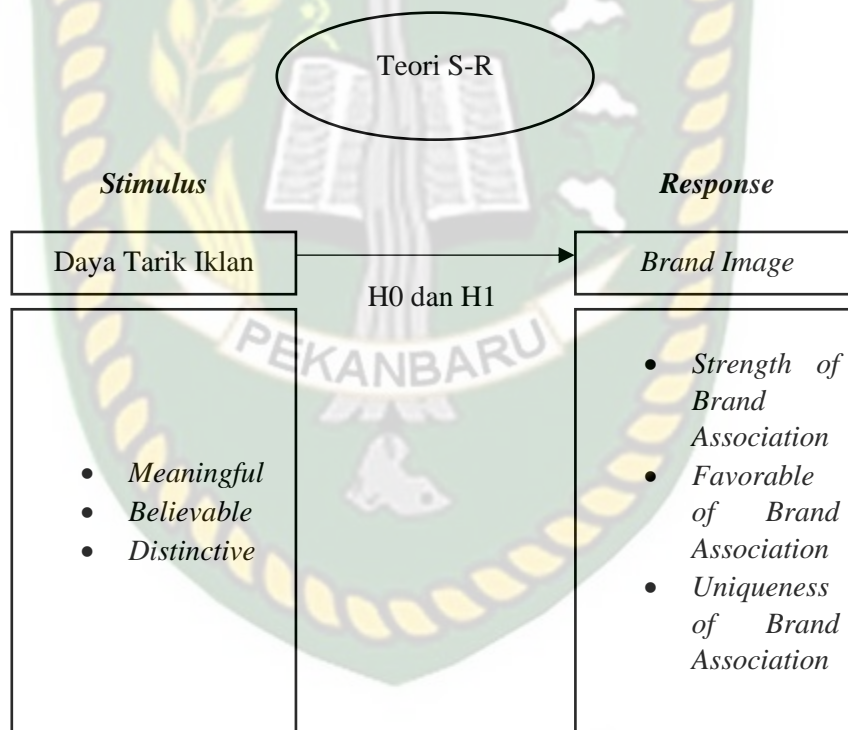 Teori S-R
Stimulus
Response
Daya Tarik Iklan
Brand Image
H0 dan H1
PEKANBARU
• Meaningful
• Believable
• Distinctive
• Strength of
Brand
Association
• Favorable
of Brand
Association
• Uniqueness
of Brand
Association